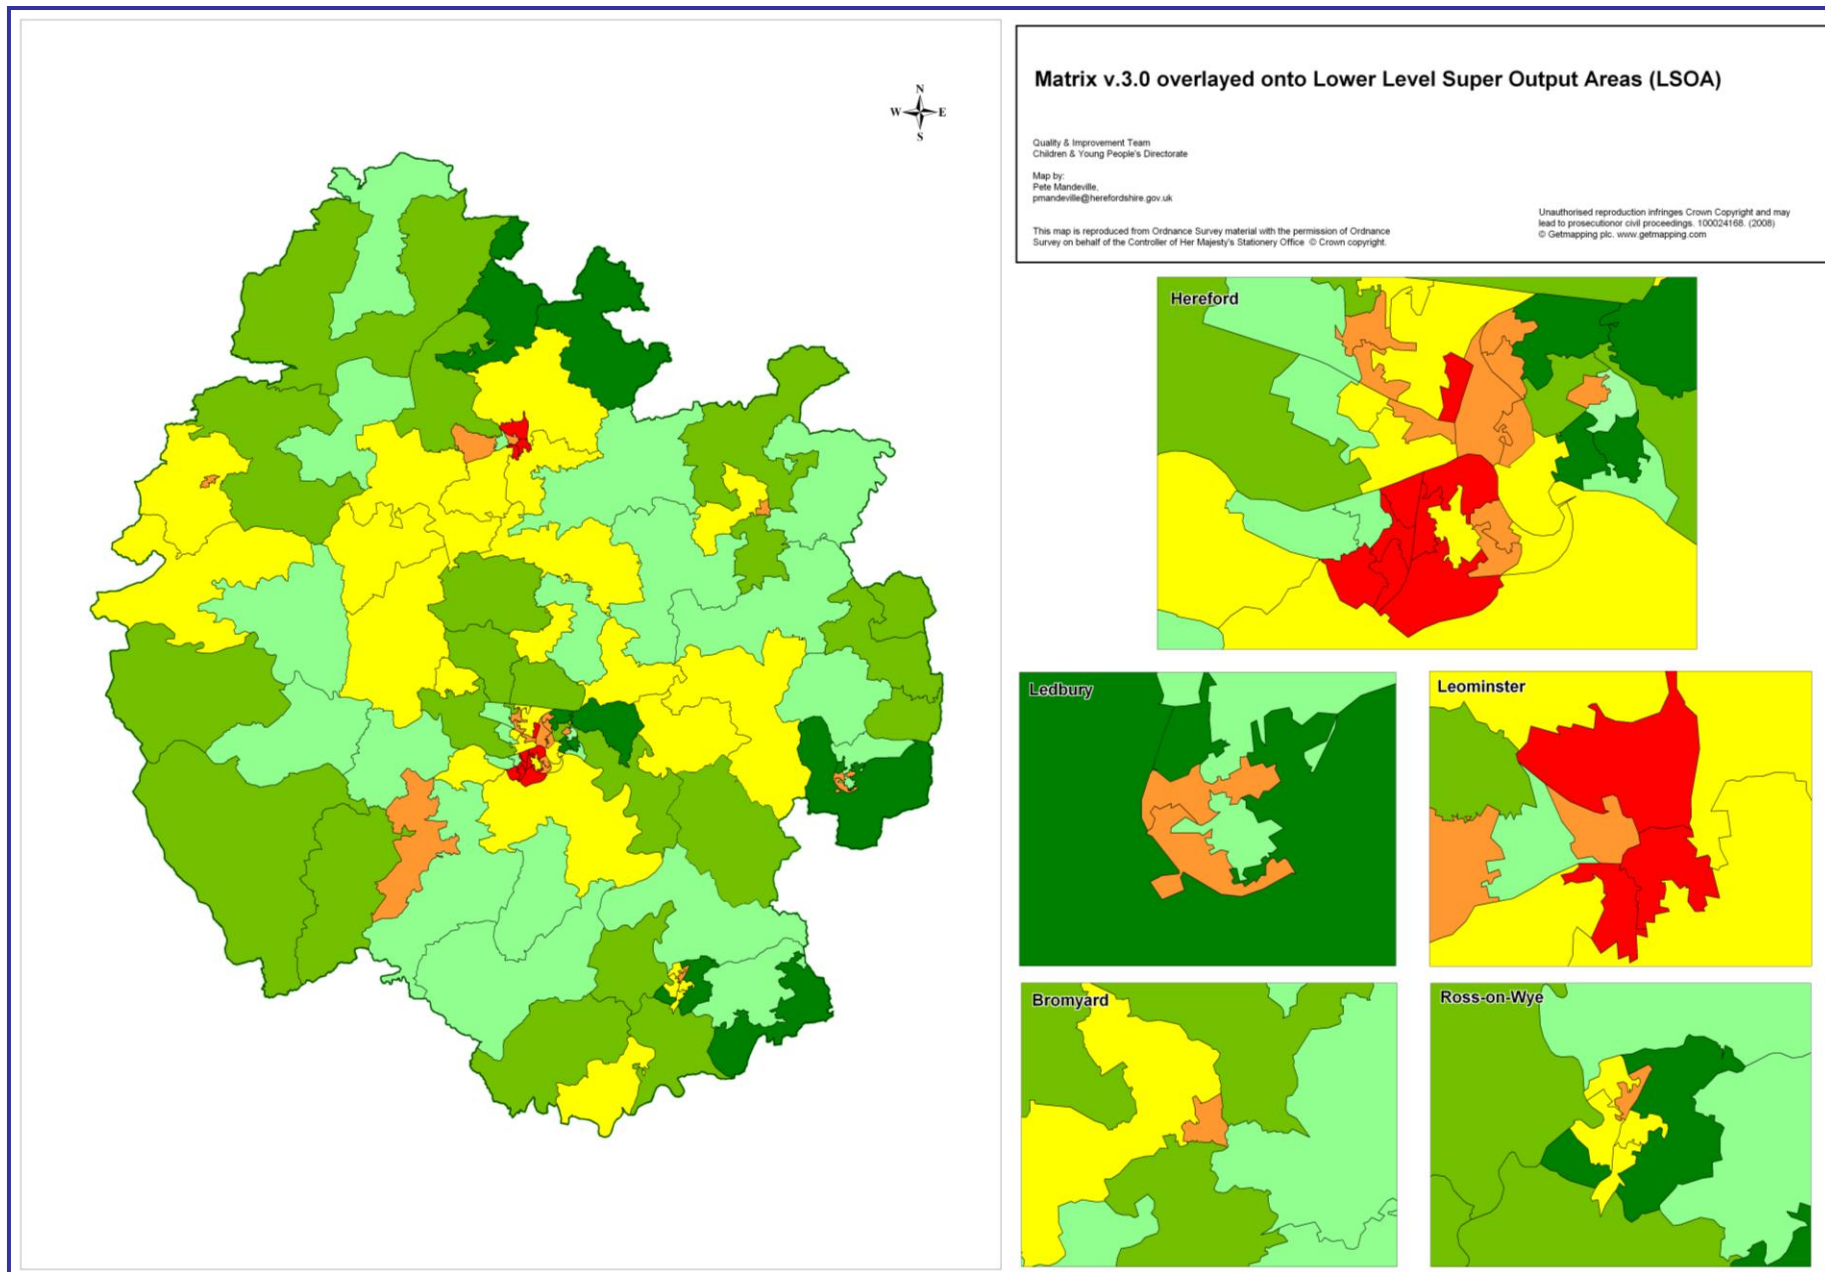 N
W E
S
Matrix v.3.0 overlayed onto Lower Level Super Output Areas (LSOA)
Quality & Improvement Team
Children & Young People's Directorate
Map by:
Pete Mandeville,
pmandeville@herefordshire.gov.uk
This map is reproduced from Ordnance Survey material with the permission of Ordnance
Survey on behalf of the Controller of Her Majesty's Stationery Office © Crown copyright.
Unauthorised reproduction infringes Crown Copyright and may
lead to prosecutionor civil proceedings. 100024168. (2008)
© Getmapping plc. www.getmapping.com
Hereford
Ledbury
Leominster
Bromyard
Ross-on-Wye